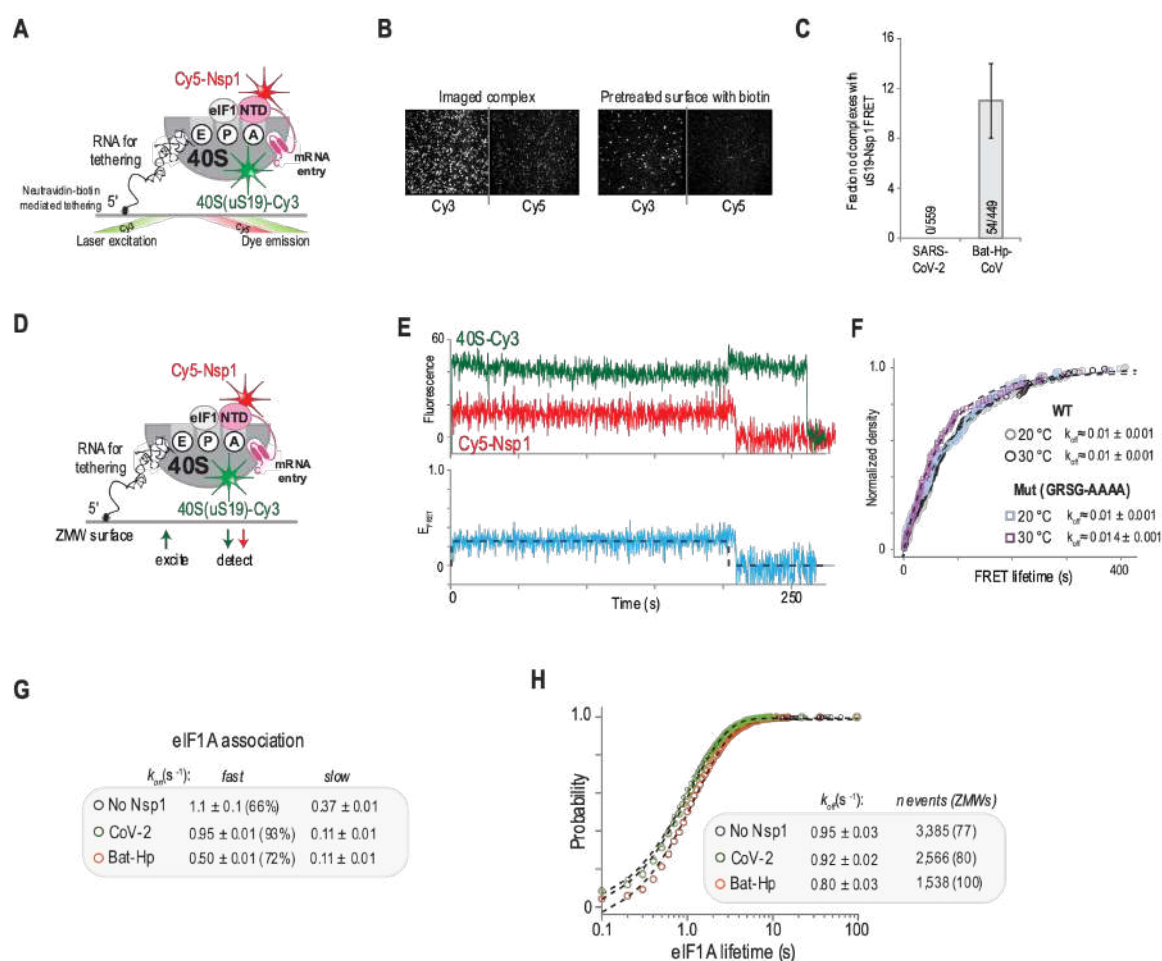 A
Cy5-Nsp1
eIF1 NTD
E P A
RNA for
tethering
40S
mRNA
entry
Neutravidin-biotin
mediated tethering
5'
40S(uS19)-Cy3
Cy3
Cy5
Laser excitation
Dye emission
B
Imaged complex
Pretreated surface with biotin
Cy3
Cy5
Cy3
Cy5
C
Fraction od complexes with
uS19-Nsp1 FRET
16
12
8
4
0
0/559
54/449
SARS-
CoV-2
Bat-Hp-
CoV
D
Cy5-Nsp1
eIF1 NTD
E P A
RNA for
tethering
40S
mRNA
entry
5'
40S(uS19)-Cy3
ZMW surface
excite
detect
E
60
40S-Cy3
Fluorescence
0
Cy5-Nsp1
1.0
EFRET
0
0
250
Time (s)
F
1.0
Normalized density
0
WT
20 °C koff ≈ 0.01 ± 0.001
30 °C koff ≈ 0.01 ± 0.001
Mut (GRSG-AAAA)
20 °C koff ≈ 0.01 ± 0.001
30 °C koff ≈ 0.014 ± 0.001
0
400
FRET lifetime (s)
G
eIF1A association
kon(s⁻¹): fast slow
No Nsp1 1.1 ± 0.1 (66%) 0.37 ± 0.01
CoV-2 0.95 ± 0.01 (93%) 0.11 ± 0.01
Bat-Hp 0.50 ± 0.01 (72%) 0.11 ± 0.01
H
1.0
Probability
0
koff(s⁻¹): n events (ZMWs)
No Nsp1 0.95 ± 0.03 3,385 (77)
CoV-2 0.92 ± 0.02 2,566 (80)
Bat-Hp 0.80 ± 0.03 1,538 (100)
0.1
1.0
10
100
eIF1A lifetime (s)